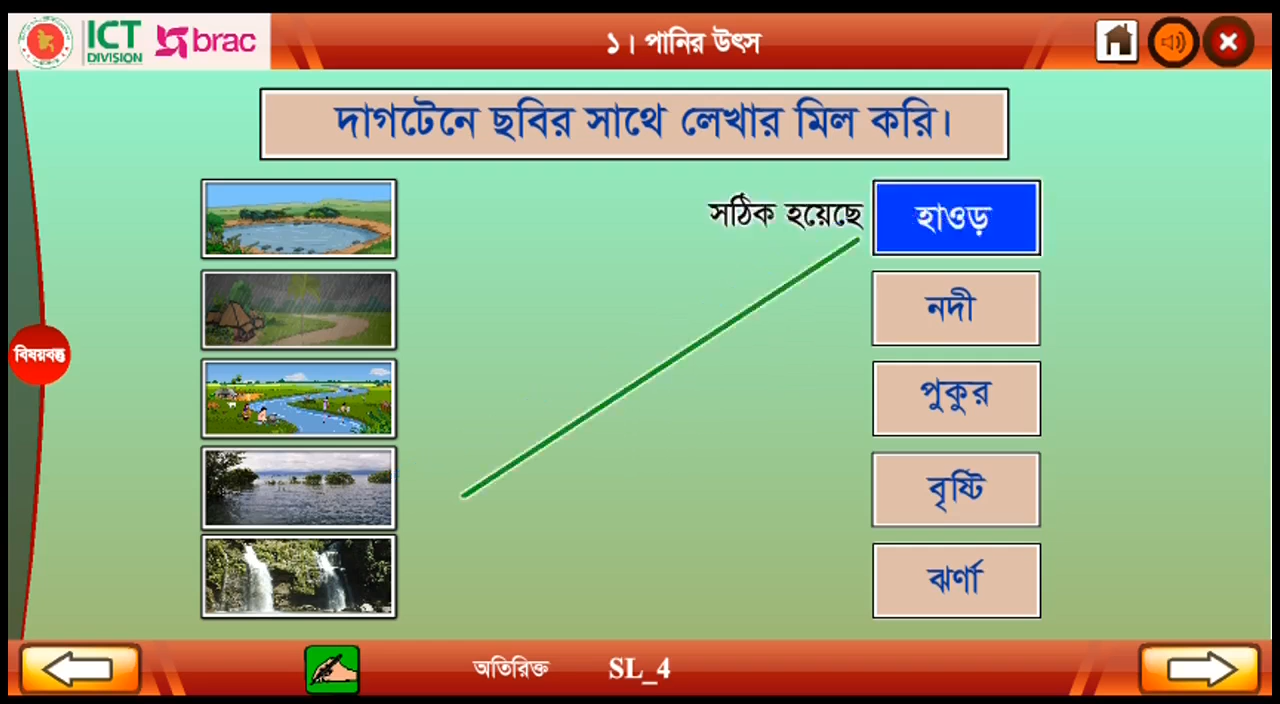 ICT
DIVISION
brac
১। পানির উৎস
দাগটেনে ছবির সাথে লেখার মিল করি।
সঠিক হয়েছে
হাওড়
নদী
পুকুর
বৃষ্টি
ঝর্ণা
বিষয়বস্তু
অতিরিক্ত
SL_4